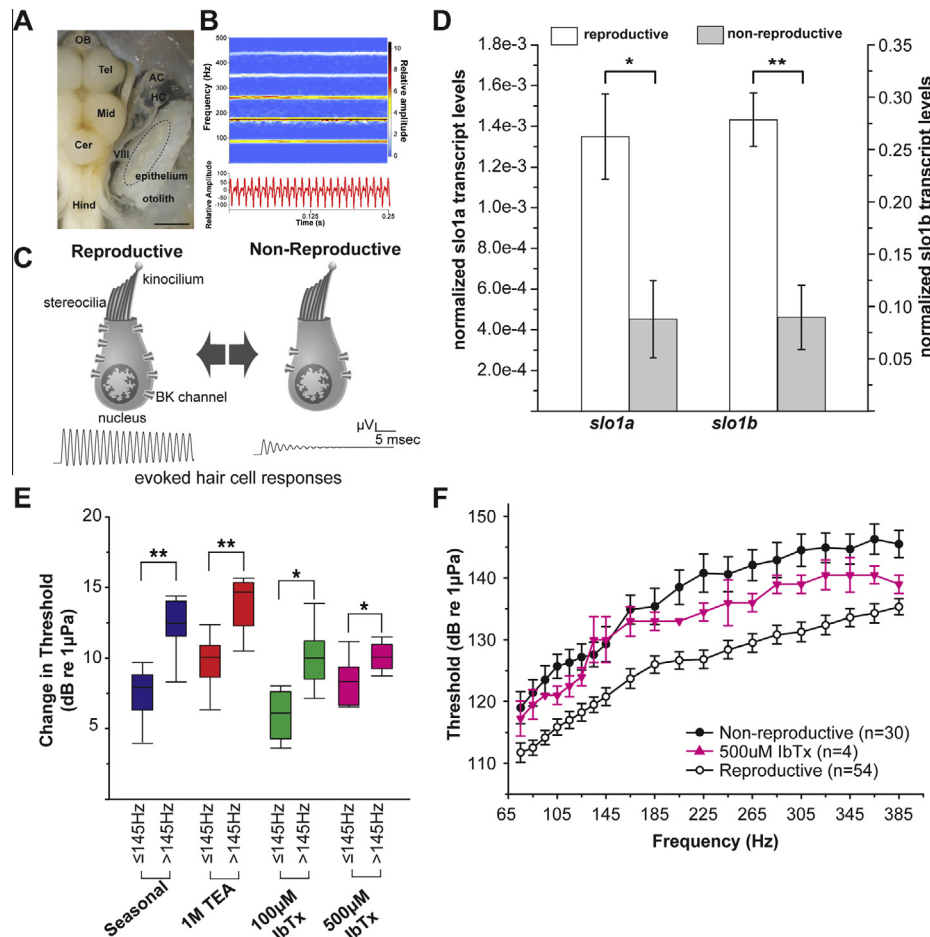 A
OB
Tel
AC
HC
Mid
Cer
VIII
epithelium
otolith
Hind
B
500
400
300
200
100
Frequency (Hz)
10
8
6
4
2
0
Relative amplitude
100
50
0
-50
-100
Relative Amplitude
0.125
0.25
Time (s)
C
Reproductive
Non-Reproductive
kinocilium
stereocilia
BK channel
nucleus
µV
5 msec
evoked hair cell responses
D
reproductive
non-reproductive
1.8e-3
1.6e-3
1.4e-3
1.2e-3
1.0e-3
8.0e-4
6.0e-4
4.0e-4
2.0e-4
normalized slo1a transcript levels
*
**
0.35
0.30
0.25
0.20
0.15
0.10
0.05
normalized slo1b transcript levels
slo1a
slo1b
E
20
15
10
5
Change in Threshold
(dB re 1µPa)
**
**
*
*
≤145Hz
>145Hz
≤145Hz
>145Hz
≤145Hz
>145Hz
≤145Hz
>145Hz
Seasonal
1M TEA
100µM
IbTx
500µM
IbTx
F
150
140
130
120
110
Threshold (dB re 1µPa)
Non-reproductive (n=30)
500uM IbTx (n=4)
Reproductive (n=54)
65
105
145
185
225
265
305
345
385
Frequency (Hz)